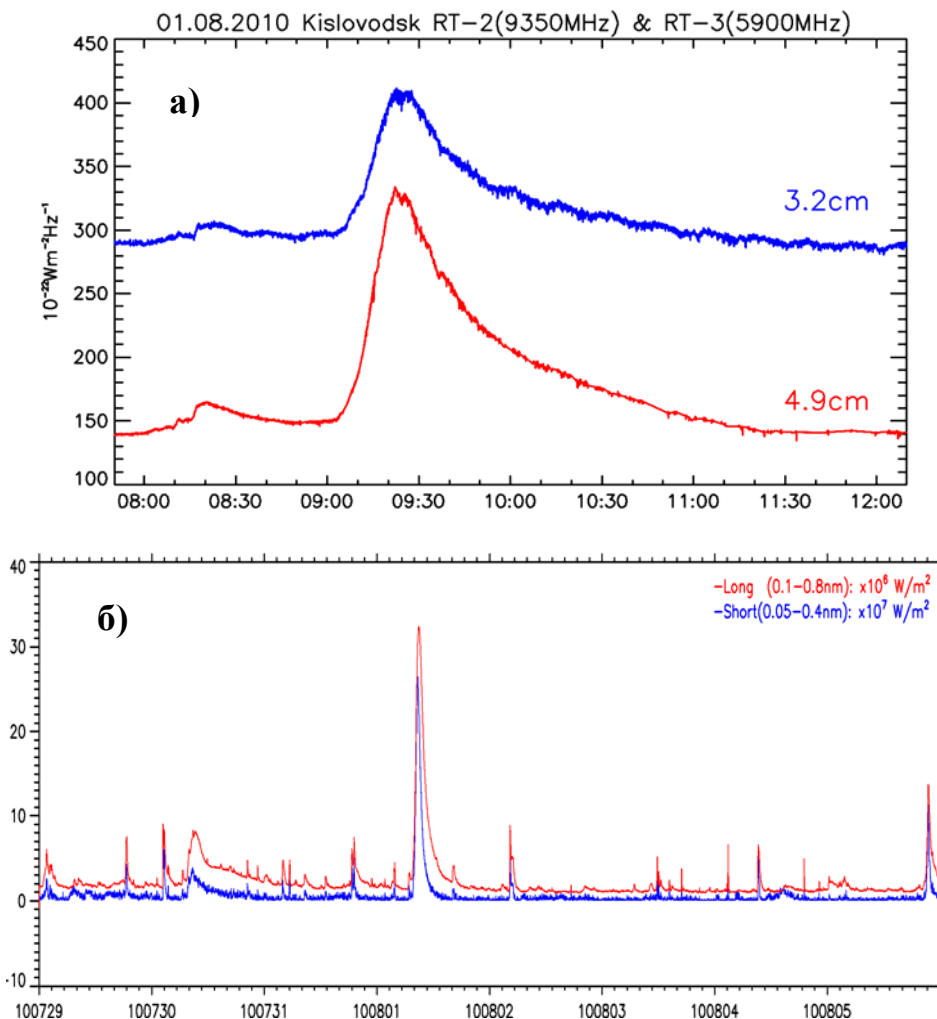 01.08.2010 Kislovodsk RT-2(9350MHz) & RT-3(5900MHz)
450
a)
400
350
3.2cm
300
10⁻²²Wm⁻²Hz⁻¹
250
200
4.9cm
150
100
08:00 08:30 09:00 09:30 10:00 10:30 11:00 11:30 12:00
40
-Long (0.1-0.8nm): x10⁶ W/m²
б)
-Short(0.05-0.4nm): x10⁷ W/m²
30
20
10
0
-10
100729 100730 100731 100801 100802 100803 100804 100805